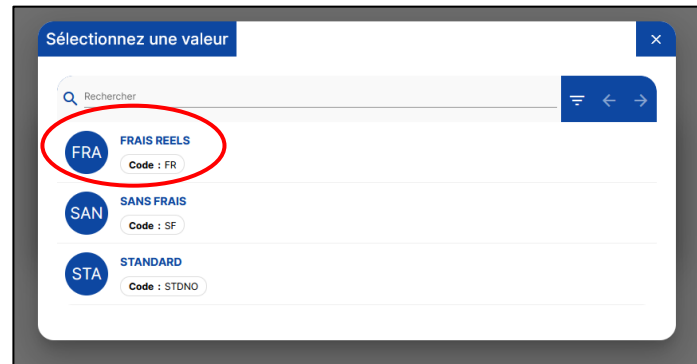 Sélectionnez une valeur
Rechercher
FRA
FRAIS REELS
Code : FR
SAN
SANS FRAIS
Code : SF
STA
STANDARD
Code : STDNO